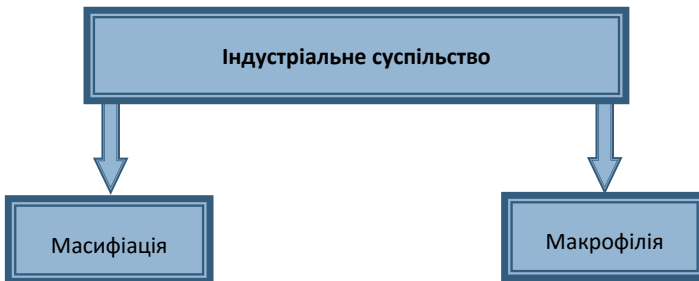 Індустріальне суспільство
Масифіація
Макрофілія